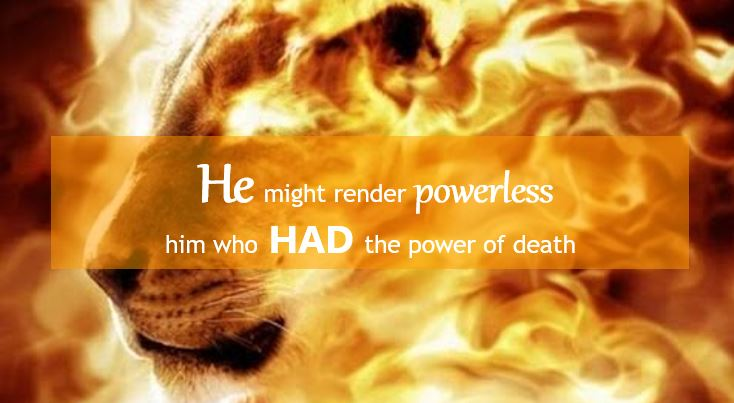 He might render powerless
him who HAD the power of death